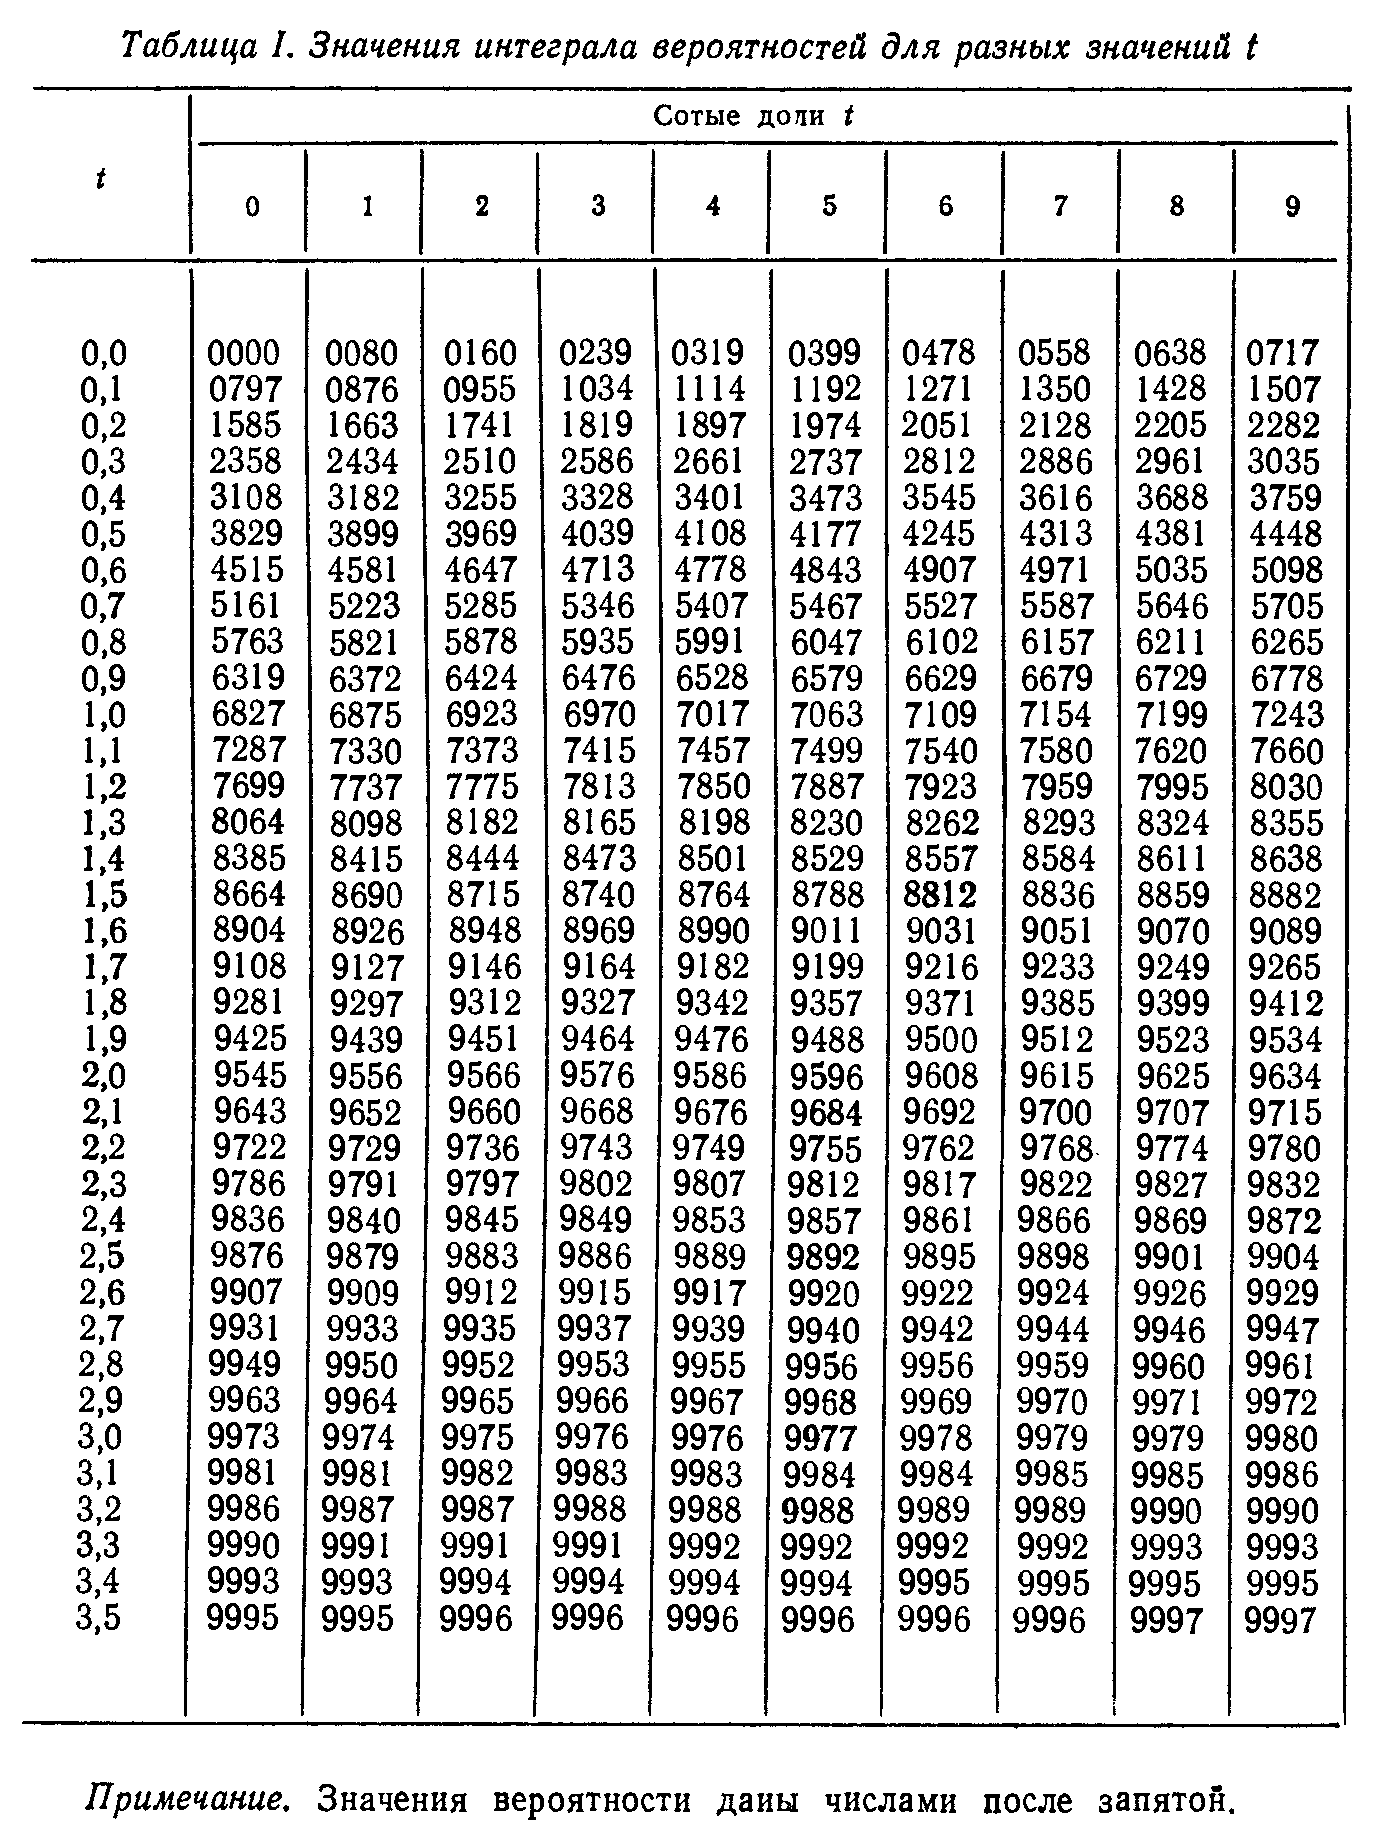 Таблица I. Значения интеграла вероятностей для разных значений t
Сотые доли t
t
0 1 2 3 4 5 6 7 8 9
0,0 0000 0080 0160 0239 0319 0399 0478 0558 0638 0717
0,1 0797 0876 0955 1034 1114 1192 1271 1350 1428 1507
0,2 1585 1663 1741 1819 1897 1974 2051 2128 2205 2282
0,3 2358 2434 2510 2586 2661 2737 2812 2886 2961 3035
0,4 3108 3182 3255 3328 3401 3473 3545 3616 3688 3759
0,5 3829 3899 3969 4039 4108 4177 4245 4313 4381 4448
0,6 4515 4581 4647 4713 4778 4843 4907 4971 5035 5098
0,7 5161 5223 5285 5346 5407 5467 5527 5587 5646 5705
0,8 5763 5821 5878 5935 5991 6047 6102 6157 6211 6265
0,9 6319 6372 6424 6476 6528 6579 6629 6679 6729 6778
1,0 6827 6875 6923 6970 7017 7063 7109 7154 7199 7243
1,1 7287 7330 7373 7415 7457 7499 7540 7580 7620 7660
1,2 7699 7737 7775 7813 7850 7887 7923 7959 7995 8030
1,3 8064 8098 8182 8165 8198 8230 8262 8293 8324 8355
1,4 8385 8415 8444 8473 8501 8529 8557 8584 8611 8638
1,5 8664 8690 8715 8740 8764 8788 8812 8836 8859 8882
1,6 8904 8926 8948 8969 8990 9011 9031 9051 9070 9089
1,7 9108 9127 9146 9164 9182 9199 9216 9233 9249 9265
1,8 9281 9297 9312 9327 9342 9357 9371 9385 9399 9412
1,9 9425 9439 9451 9464 9476 9488 9500 9512 9523 9534
2,0 9545 9556 9566 9576 9586 9596 9608 9615 9625 9634
2,1 9643 9652 9660 9668 9676 9684 9692 9700 9707 9715
2,2 9722 9729 9736 9743 9749 9755 9762 9768 9774 9780
2,3 9786 9791 9797 9802 9807 9812 9817 9822 9827 9832
2,4 9836 9840 9845 9849 9853 9857 9861 9866 9869 9872
2,5 9876 9879 9883 9886 9889 9892 9895 9898 9901 9904
2,6 9907 9909 9912 9915 9917 9920 9922 9924 9926 9929
2,7 9931 9933 9935 9937 9939 9940 9942 9944 9946 9947
2,8 9949 9950 9952 9953 9955 9956 9956 9959 9960 9961
2,9 9963 9964 9965 9966 9967 9968 9969 9970 9971 9972
3,0 9973 9974 9975 9976 9976 9977 9978 9979 9979 9980
3,1 9981 9981 9982 9983 9983 9984 9984 9985 9985 9986
3,2 9986 9987 9987 9988 9988 9988 9989 9989 9990 9990
3,3 9990 9991 9991 9991 9992 9992 9992 9992 9993 9993
3,4 9993 9993 9994 9994 9994 9994 9995 9995 9995 9995
3,5 9995 9995 9996 9996 9996 9996 9996 9996 9997 9997
Примечание. Значения вероятности даны числами после запятой.